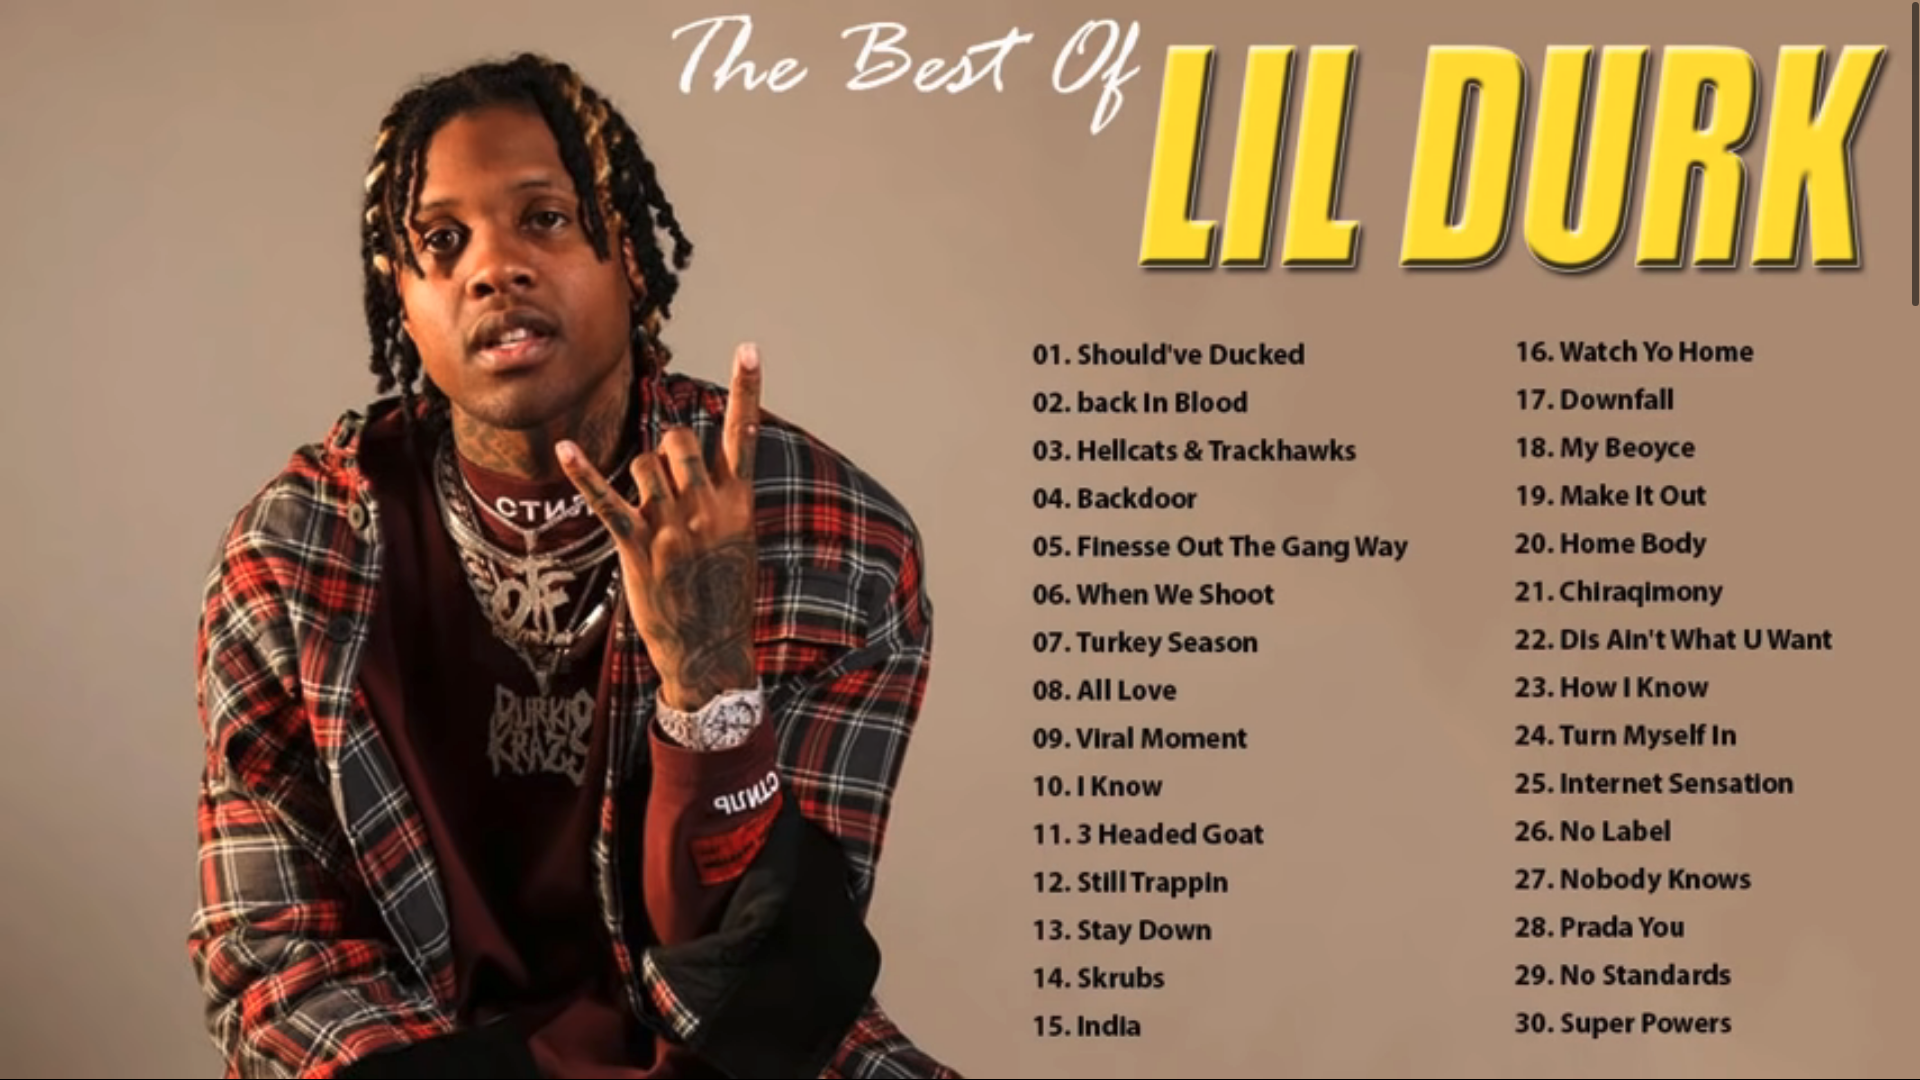 The Best Of LIL DURK
01. Should've Ducked
02. back In Blood
03. Hellcats & Trackhawks
04. Backdoor
05. Finesse Out The Gang Way
06. When We Shoot
07. Turkey Season
08. All Love
09. Viral Moment
10. I Know
11. 3 Headed Goat
12. Still Trappin
13. Stay Down
14. Skrubs
15. India
16. Watch Yo Home
17. Downfall
18. My Beoyce
19. Make It Out
20. Home Body
21. Chiraqimony
22. Dis Ain't What U Want
23. How I Know
24. Turn Myself In
25. Internet Sensation
26. No Label
27. Nobody Knows
28. Prada You
29. No Standards
30. Super Powers
OTF
DURKIO
KRAZE
CTNUP